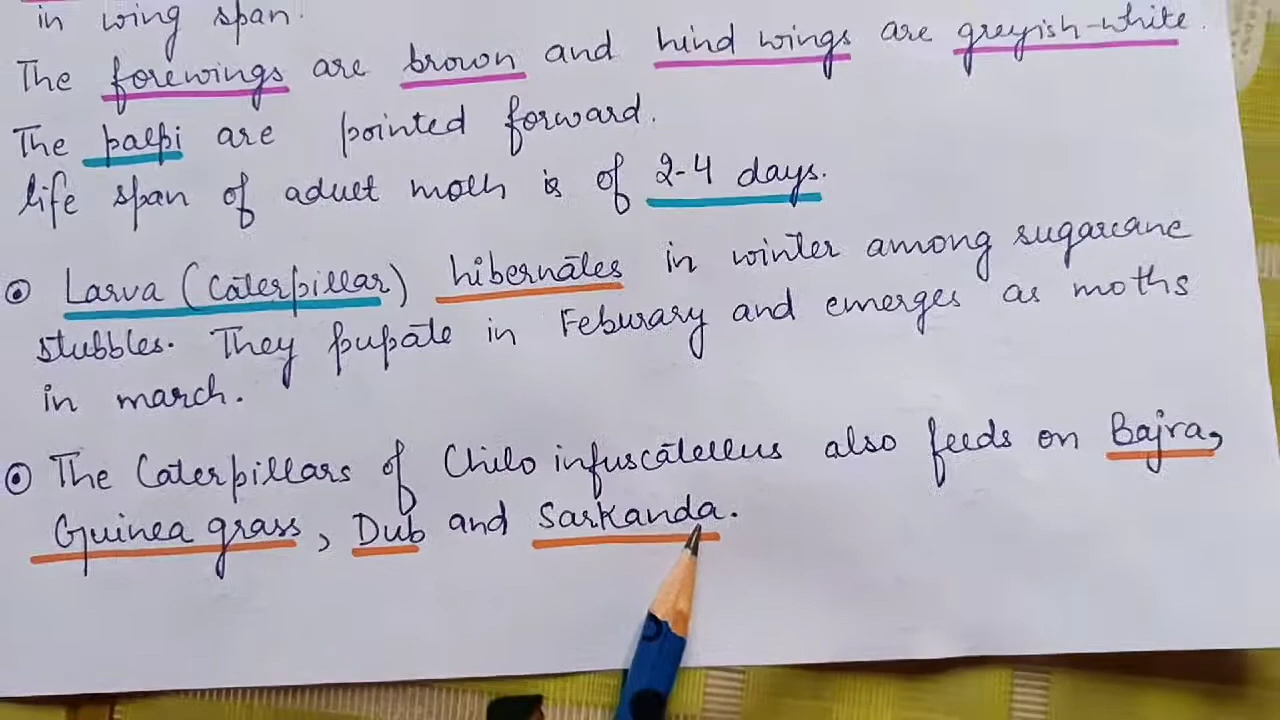 in wing span.
The forewings are brown and hind wings are greyish-white.
The palpi are pointed forward.
life span of adult moth is of 2-4 days.
⊙ Larva (Caterpillar) hibernates in winter among sugarcane
stubbles. They pupate in Feburary and emerges as moths
in march.
⊙ The Caterpillars of Chilo infuscatellus also feeds on Bajra,
Guinea grass, Dub and Sarkanda.